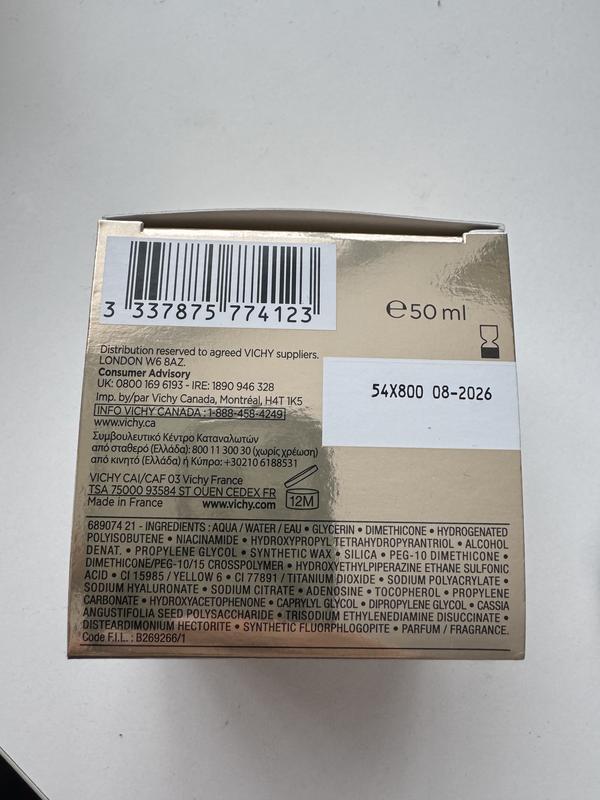 3 337875 774123
℮50 ml
54X800 08-2026
Distribution reserved to agreed VICHY suppliers.
LONDON W6 8AZ.
Consumer Advisory
UK: 0800 169 6193 - IRE: 1890 946 328
Imp. by/par Vichy Canada, Montréal, H4T 1K5
INFO VICHY CANADA : 1-888-458-4249
www.vichy.ca
Συμβουλευτικό Κέντρο Καταναλωτών
από σταθερό (Ελλάδα): 800 11 300 30 (χωρίς χρέωση)
από κινητό (Ελλάδα) ή Κύπρο: +30210 6188531
VICHY CAI/CAF 03 Vichy France
TSA 75000 93584 ST OUEN CEDEX FR
Made in France www.vichy.com
12M
689074 21 - INGREDIENTS : AQUA / WATER / EAU • GLYCERIN • DIMETHICONE • HYDROGENATED
POLYISOBUTENE • NIACINAMIDE • HYDROXYPROPYL TETRAHYDROPYRANTRIOL • ALCOHOL
DENAT. • PROPYLENE GLYCOL • SYNTHETIC WAX • SILICA • PEG-10 DIMETHICONE •
DIMETHICONE/PEG-10/15 CROSSPOLYMER • HYDROXYETHYLPIPERAZINE ETHANE SULFONIC
ACID • CI 15985 / YELLOW 6 • CI 77891 / TITANIUM DIOXIDE • SODIUM POLYACRYLATE •
SODIUM HYALURONATE • SODIUM CITRATE • ADENOSINE • TOCOPHEROL • PROPYLENE
CARBONATE • HYDROXYACETOPHENONE • CAPRYLYL GLYCOL • DIPROPYLENE GLYCOL • CASSIA
ANGUSTIFOLIA SEED POLYSACCHARIDE • TRISODIUM ETHYLENEDIAMINE DISUCCINATE •
DISTEARDIMONIUM HECTORITE • SYNTHETIC FLUORPHLOGOPITE • PARFUM / FRAGRANCE.
Code F.I.L. : B269266/1